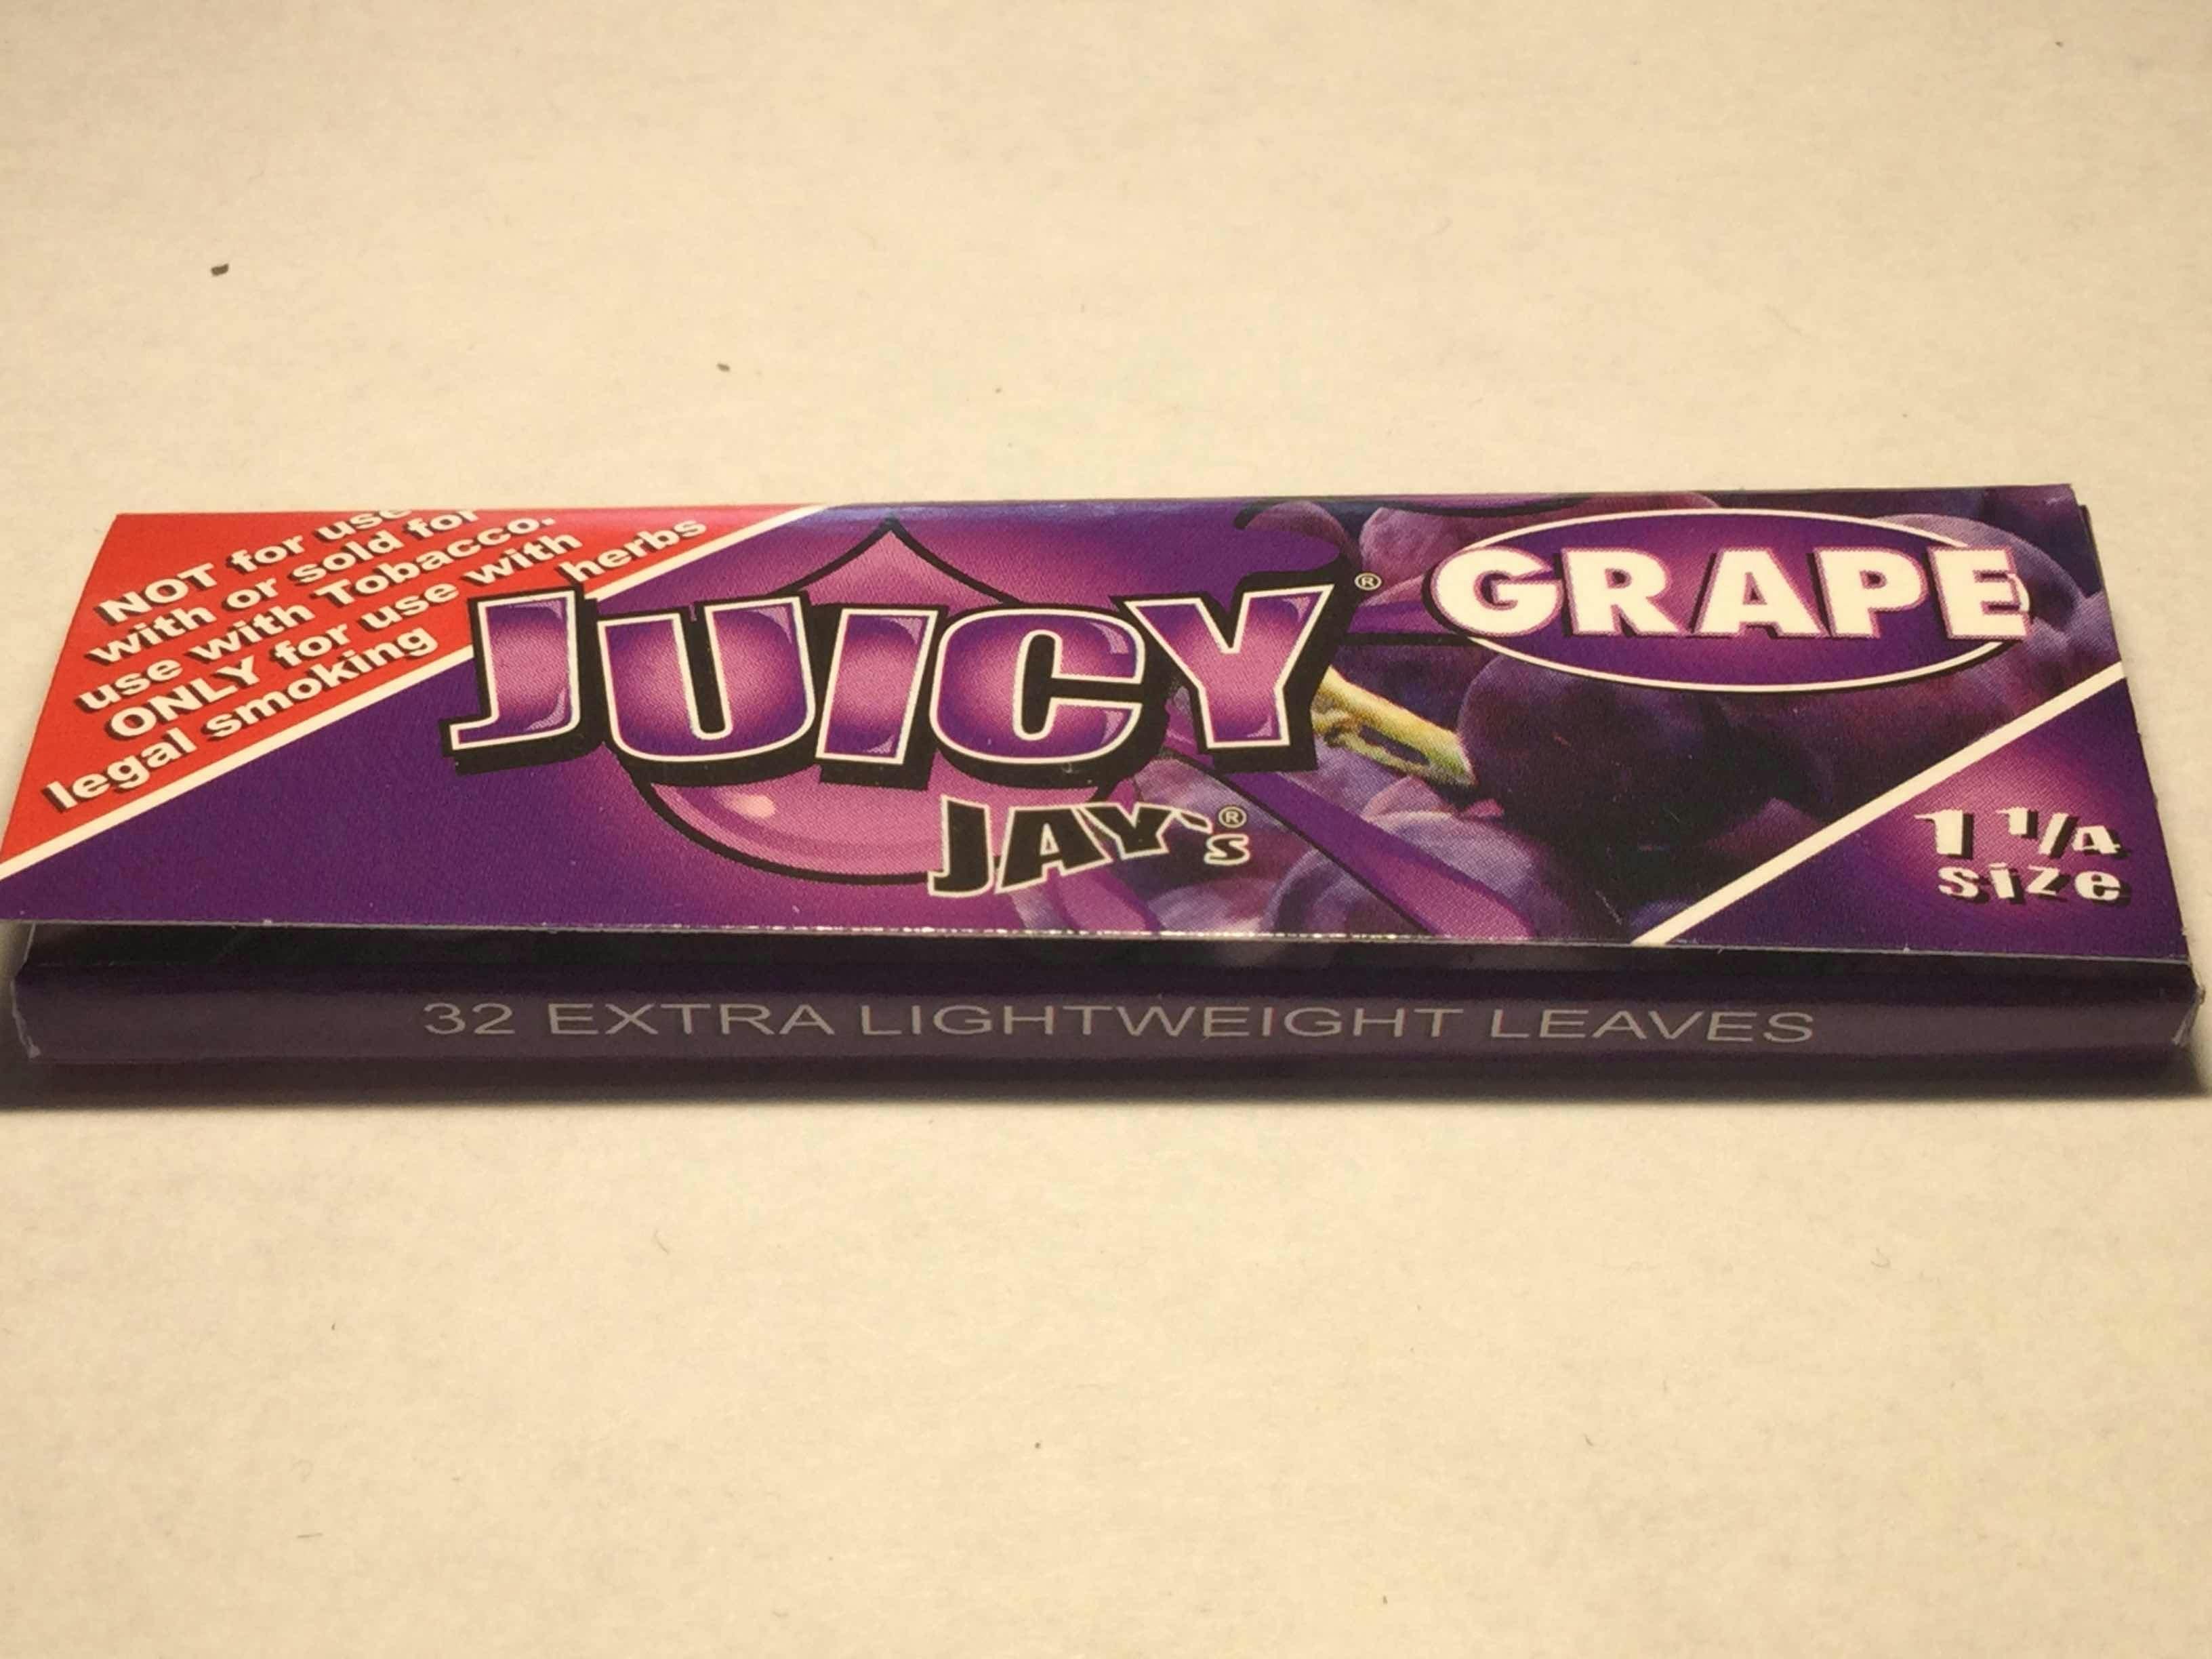 NOT for use
with or sold for
use with Tobacco.
ONLY for use with
legal smoking herbs
JUICY®
JAY`s®
GRAPE
1 1/4
size
32 EXTRA LIGHTWEIGHT LEAVES